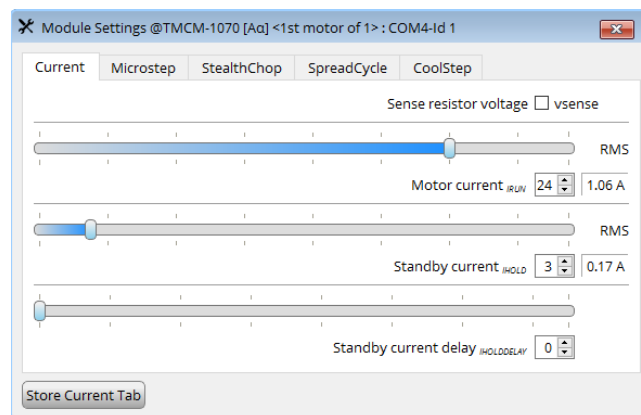 Module Settings @TMCM-1070 [Aα] <1st motor of 1> : COM4-Id 1
Current Microstep StealthChop SpreadCycle CoolStep
Sense resistor voltage vsense
RMS
Motor current IRUN 24 1.06 A
RMS
Standby current IHOLD 3 0.17 A
Standby current delay IHOLDDELAY 0
Store Current Tab